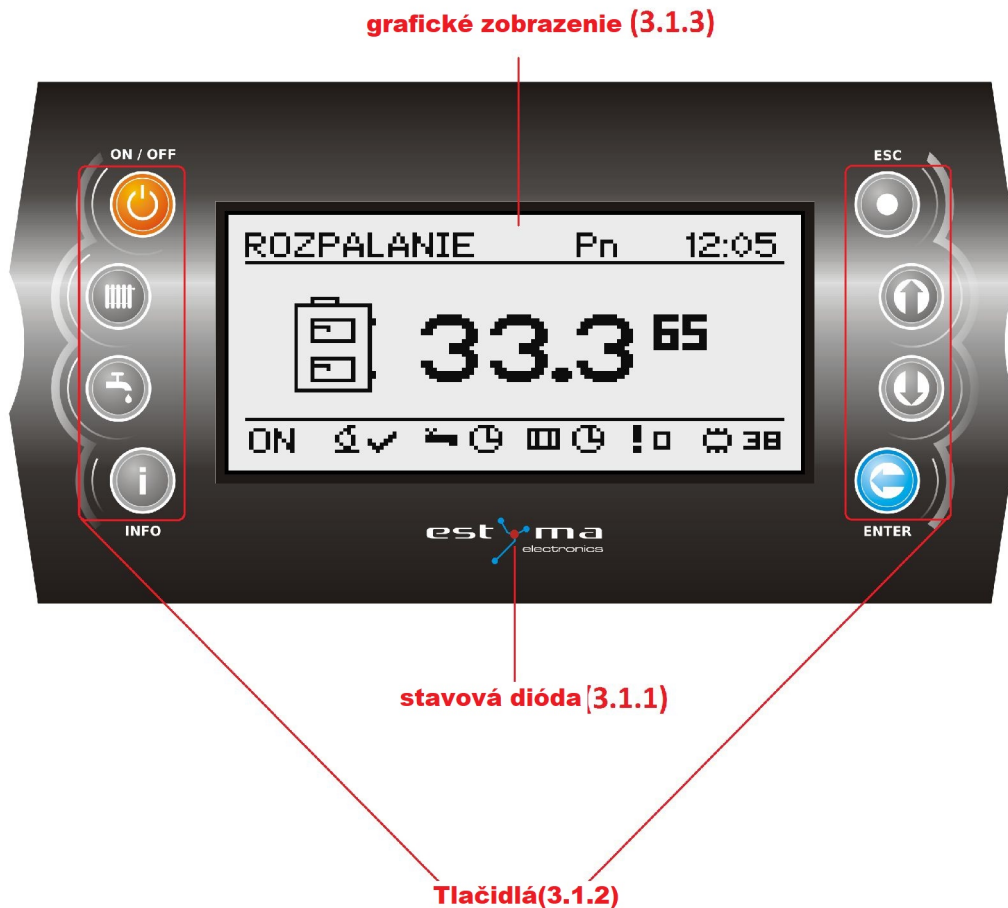 grafické zobrazenie (3.1.3)
ON / OFF
ESC
ROZPALANIE Pn 12:05
33.3 65
ON ! 0 38
INFO
ENTER
estyma
electronics
stavová dióda(3.1.1)
Tlačidlá(3.1.2)